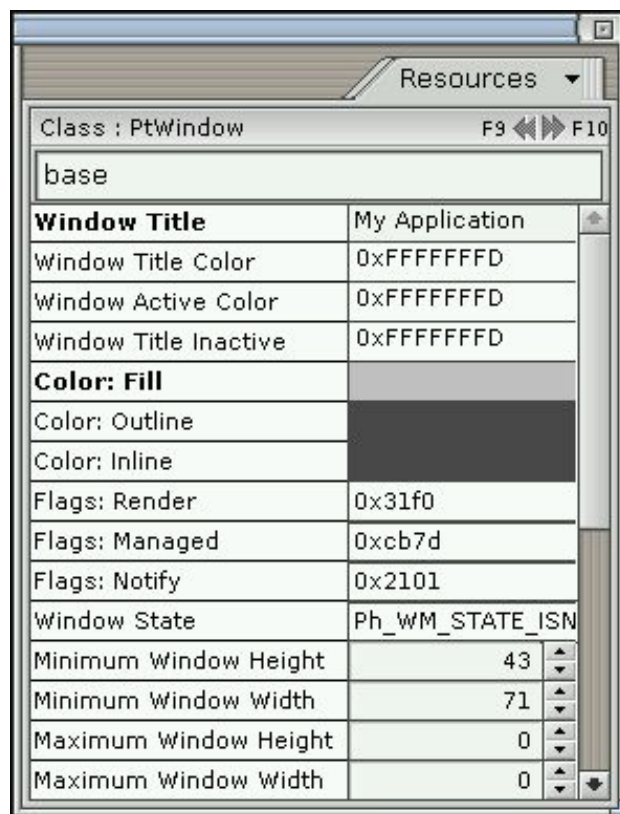 Resources
Class : PtWindow F9 F10
base
Window Title My Application
Window Title Color 0xFFFFFFFD
Window Active Color 0xFFFFFFFD
Window Title Inactive 0xFFFFFFFD
Color: Fill
Color: Outline
Color: Inline
Flags: Render 0x31f0
Flags: Managed 0xcb7d
Flags: Notify 0x2101
Window State Ph_WM_STATE_ISN
Minimum Window Height 43
Minimum Window Width 71
Maximum Window Height 0
Maximum Window Width 0